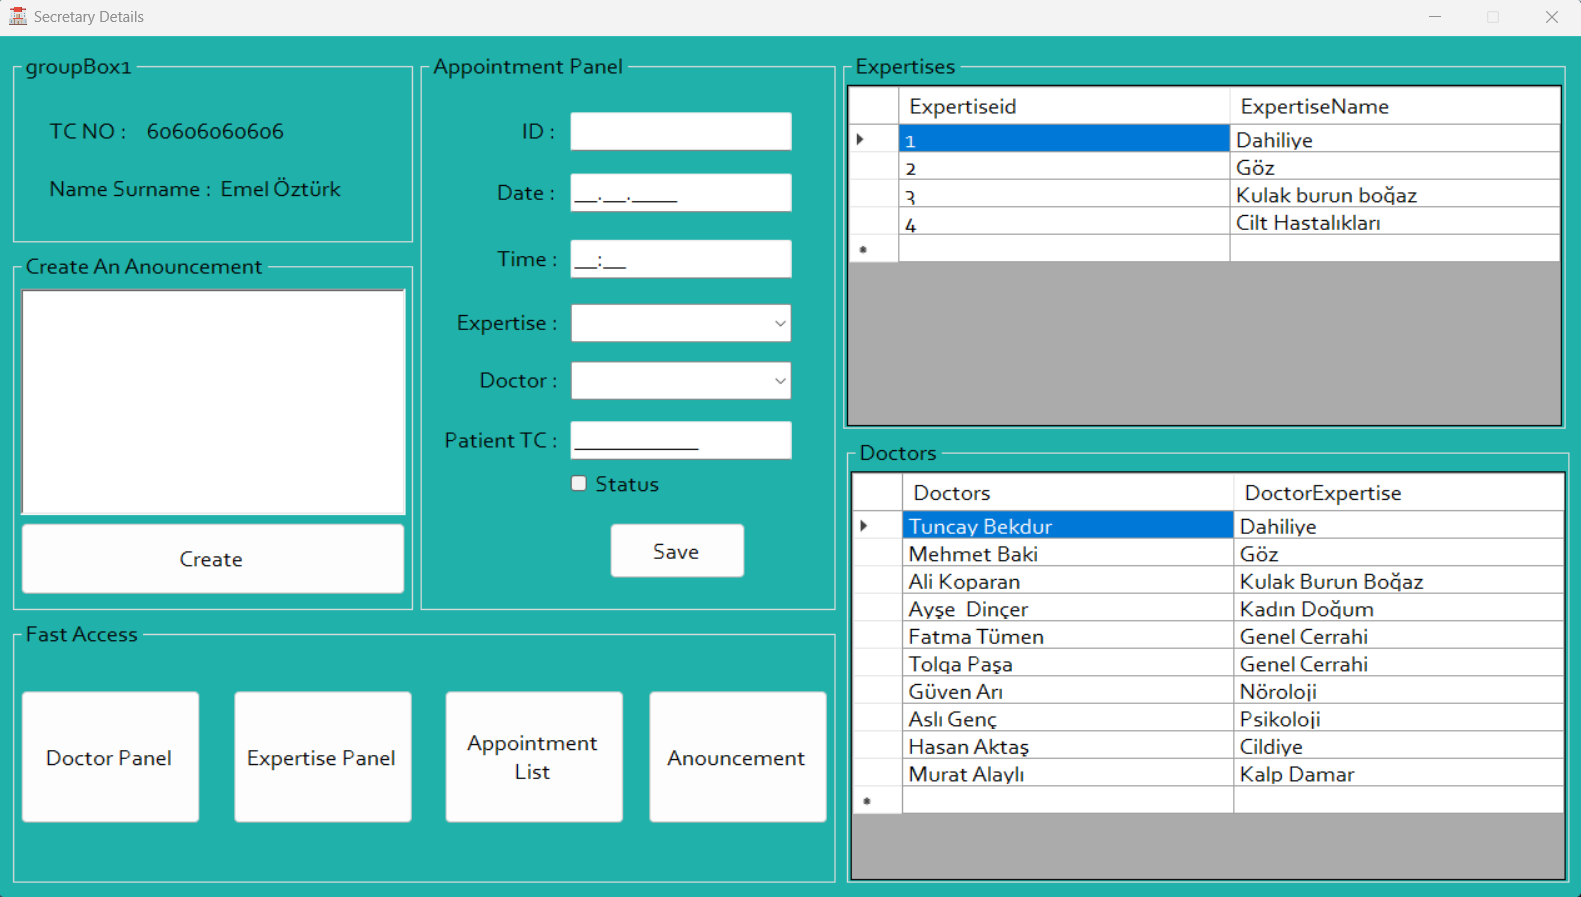 Secretary Details
groupBox1
TC NO : 60606060606
Name Surname : Emel Öztürk
Create An Anouncement
Create
Appointment Panel
ID :
Date : __.__.____
Time : __:__
Expertise :
Doctor :
Patient TC : ___________
Status
Save
Fast Access
Doctor Panel
Expertise Panel
Appointment
List
Anouncement
Expertises
Expertiseid ExpertiseName
1 Dahiliye
2 Göz
3 Kulak burun boğaz
4 Cilt Hastalıkları
Doctors
Doctors DoctorExpertise
Tuncay Bekdur Dahiliye
Mehmet Baki Göz
Ali Koparan Kulak Burun Boğaz
Ayşe  Dinçer Kadın Doğum
Fatma Tümen Genel Cerrahi
Tolga Paşa Genel Cerrahi
Güven Arı Nöroloji
Aslı Genç Psikoloji
Hasan Aktaş Cildiye
Murat Alaylı Kalp Damar